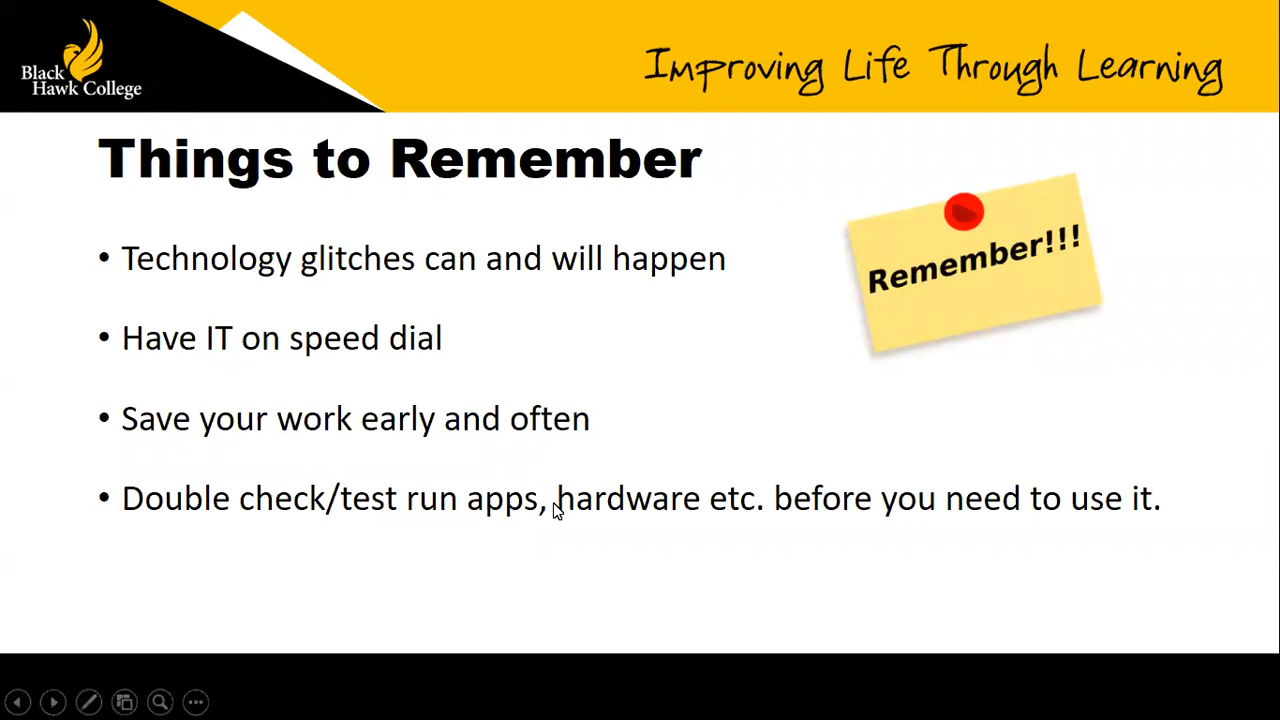 Black
Hawk College
Improving Life Through Learning
Things to Remember
Remember!!!
• Technology glitches can and will happen
• Have IT on speed dial
• Save your work early and often
• Double check/test run apps, hardware etc. before you need to use it.